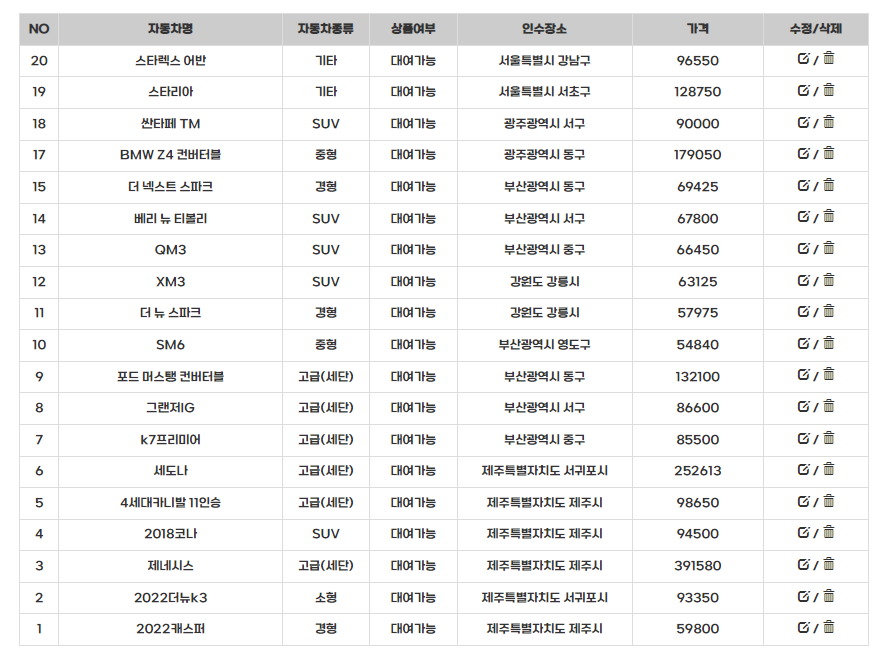 NO 자동차명 자동차종류 상품여부 인수장소 가격 수정/삭제
20 스타렉스 어반 기타 대여가능 서울특별시 강남구 96550 /
19 스타리아 기타 대여가능 서울특별시 서초구 128750 /
18 싼타페 TM SUV 대여가능 광주광역시 서구 90000 /
17 BMW Z4 컨버터블 중형 대여가능 광주광역시 동구 179050 /
15 더 넥스트 스파크 경형 대여가능 부산광역시 동구 69425 /
14 베리 뉴 티볼리 SUV 대여가능 부산광역시 서구 67800 /
13 QM3 SUV 대여가능 부산광역시 중구 66450 /
12 XM3 SUV 대여가능 강원도 강릉시 63125 /
11 더 뉴 스파크 경형 대여가능 강원도 강릉시 57975 /
10 SM6 중형 대여가능 부산광역시 영도구 54840 /
9 포드 머스탱 컨버터블 고급(세단) 대여가능 부산광역시 동구 132100 /
8 그랜저IG 고급(세단) 대여가능 부산광역시 서구 86600 /
7 k7프리미어 고급(세단) 대여가능 부산광역시 중구 85500 /
6 세도나 고급(세단) 대여가능 제주특별자치도 서귀포시 252613 /
5 4세대카니발 11인승 고급(세단) 대여가능 제주특별자치도 제주시 98650 /
4 2018코나 SUV 대여가능 제주특별자치도 제주시 94500 /
3 제네시스 고급(세단) 대여가능 제주특별자치도 제주시 391580 /
2 2022더뉴k3 소형 대여가능 제주특별자치도 서귀포시 93350 /
1 2022캐스퍼 경형 대여가능 제주특별자치도 제주시 59800 /